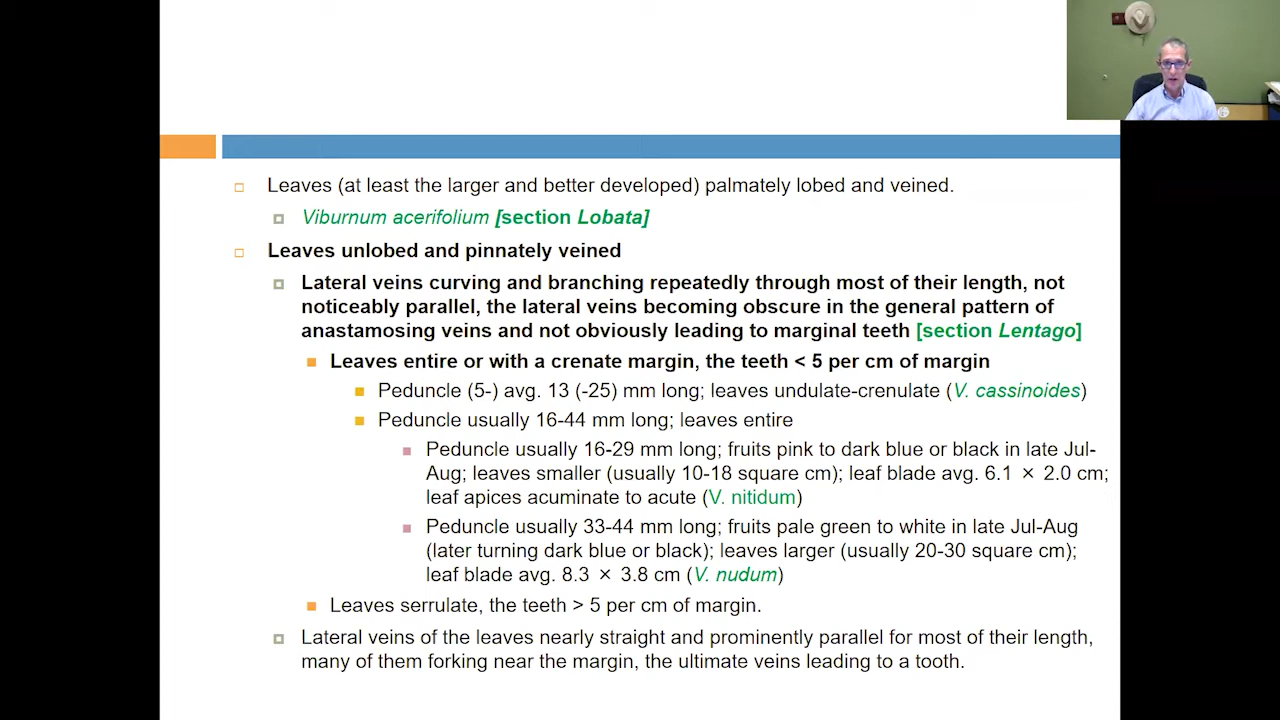 Leaves (at least the larger and better developed) palmately lobed and veined.
Viburnum acerifolium [section Lobata]
Leaves unlobed and pinnately veined
Lateral veins curving and branching repeatedly through most of their length, not
noticeably parallel, the lateral veins becoming obscure in the general pattern of
anastamosing veins and not obviously leading to marginal teeth [section Lentago]
Leaves entire or with a crenate margin, the teeth < 5 per cm of margin
Peduncle (5-) avg. 13 (-25) mm long; leaves undulate-crenulate (V. cassinoides)
Peduncle usually 16-44 mm long; leaves entire
Peduncle usually 16-29 mm long; fruits pink to dark blue or black in late Jul-
Aug; leaves smaller (usually 10-18 square cm); leaf blade avg. 6.1 × 2.0 cm;
leaf apices acuminate to acute (V. nitidum)
Peduncle usually 33-44 mm long; fruits pale green to white in late Jul-Aug
(later turning dark blue or black); leaves larger (usually 20-30 square cm);
leaf blade avg. 8.3 × 3.8 cm (V. nudum)
Leaves serrulate, the teeth > 5 per cm of margin.
Lateral veins of the leaves nearly straight and prominently parallel for most of their length,
many of them forking near the margin, the ultimate veins leading to a tooth.